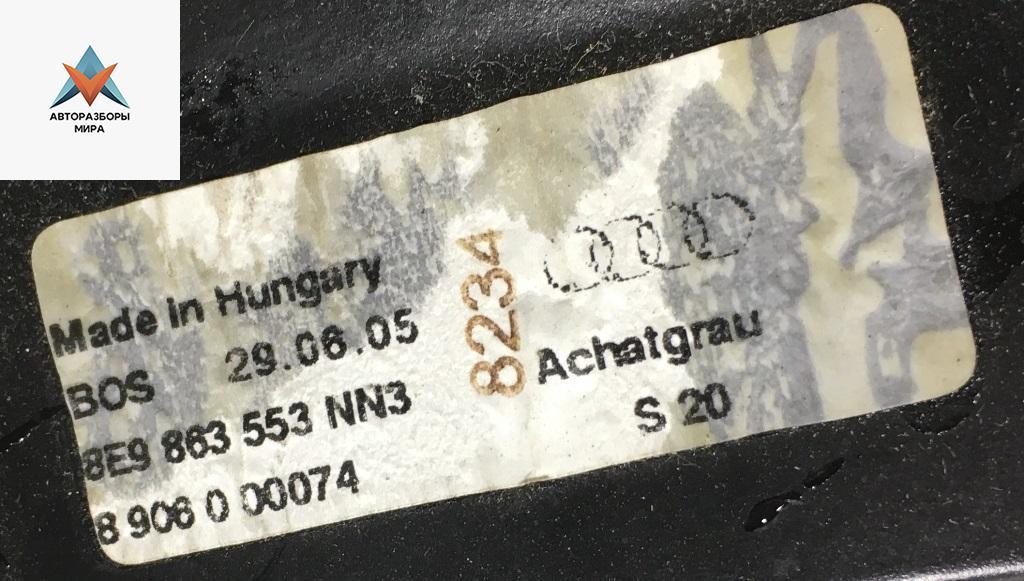 АВТОРАЗБОРЫ
МИРА
Made in Hungary
BOS 29.06.05
8E9 863 553 NN3
8 906 0 00074
8234
Achatgrau
S 20